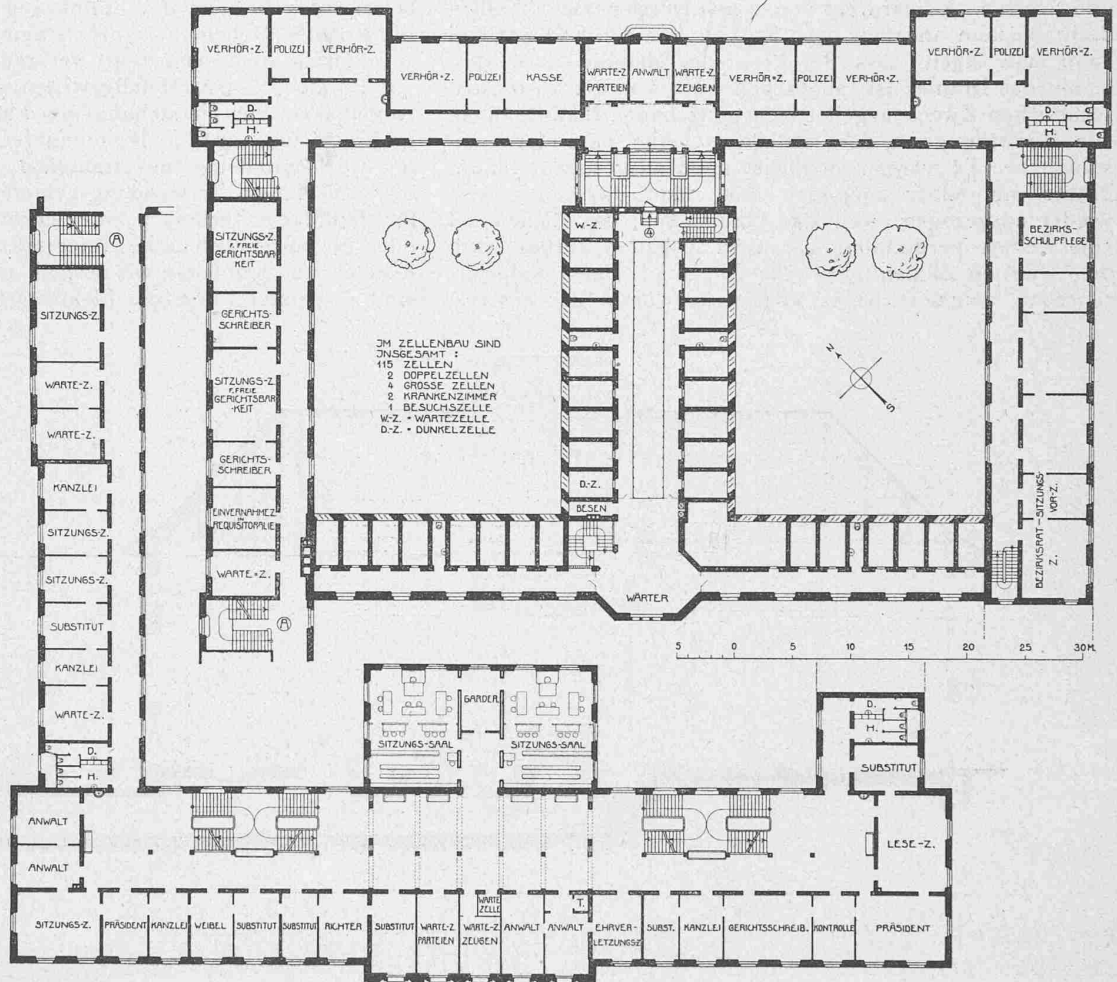 VERHÖR-Z.
POLIZEI
VERHÖR-Z.
VERHÖR-Z.
POLIZEI
KASSE
WARTE-Z.
PARTEIEN
ANWALT
WARTE-Z.
ZEUGEN
VERHÖR-Z.
POLIZEI
VERHÖR-Z.
VERHÖR-Z.
POLIZEI
VERHÖR-Z.
D.
H.
D.
H.
A
SITZUNGS-Z.
WARTE-Z.
WARTE-Z.
KANZLEI
SITZUNGS-Z.
SITZUNGS-Z.
SUBSTITUT
KANZLEI
WARTE-Z.
D.
H.
SITZUNGS-Z.
F. FREIE
GERICHTSBAR-
KEIT
GERICHTS-
SCHREIBER
SITZUNGS-Z.
F. FREIE
GERICHTSBAR
-KEIT
GERICHTS-
SCHREIBER
EINVERNAHMEZ.
IN
REQUISITORALIE
WARTE-Z.
A
JM ZELLENBAU SIND
JNSGESAMT :
115 ZELLEN
2 DOPPELZELLEN
4 GROSSE ZELLEN
2 KRANKENZIMMER
1 BESUCHSZELLE
W.-Z. = WARTEZELLE
D.-Z. = DUNKELZELLE
W.-Z.
D.-Z.
BESEN
WÄRTER
N
S
BEZIRKS-
SCHULPFLEGE
BEZIRKSRAT-SITZUNGS-
VOR-Z.
Z.
5 0 5 10 15 20 25 30 M.
SITZUNGS-SAAL
GARDER.
SITZUNGS-SAAL
D.
H.
SUBSTITUT
ANWALT
ANWALT
LESE-Z.
SITZUNGS-Z.
PRÄSIDENT
KANZLEI
WEIBEL
SUBSTITUT
SUBSTITUT
RICHTER
SUBSTITUT
WARTE-Z.
PARTEIEN
WARTE
ZELLE
WARTE-Z.
ZEUGEN
ANWALT
ANWALT
T.
EHRVER-
LETZUNGSZ.
SUBST.
KANZLEI
GERICHTSSCHREIB.
KONTROLLE
PRÄSIDENT